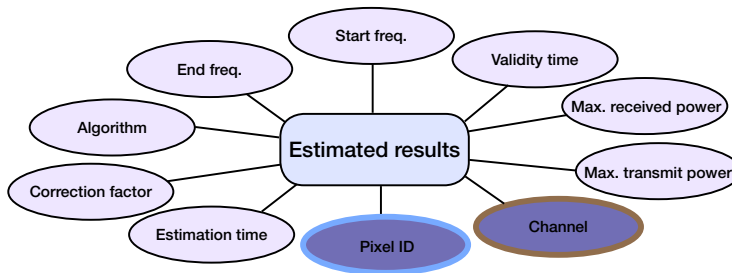 Start freq.
End freq.
Validity time
Max. received power
Algorithm
Estimated results
Max. transmit power
Correction factor
Channel
Estimation time
Pixel ID